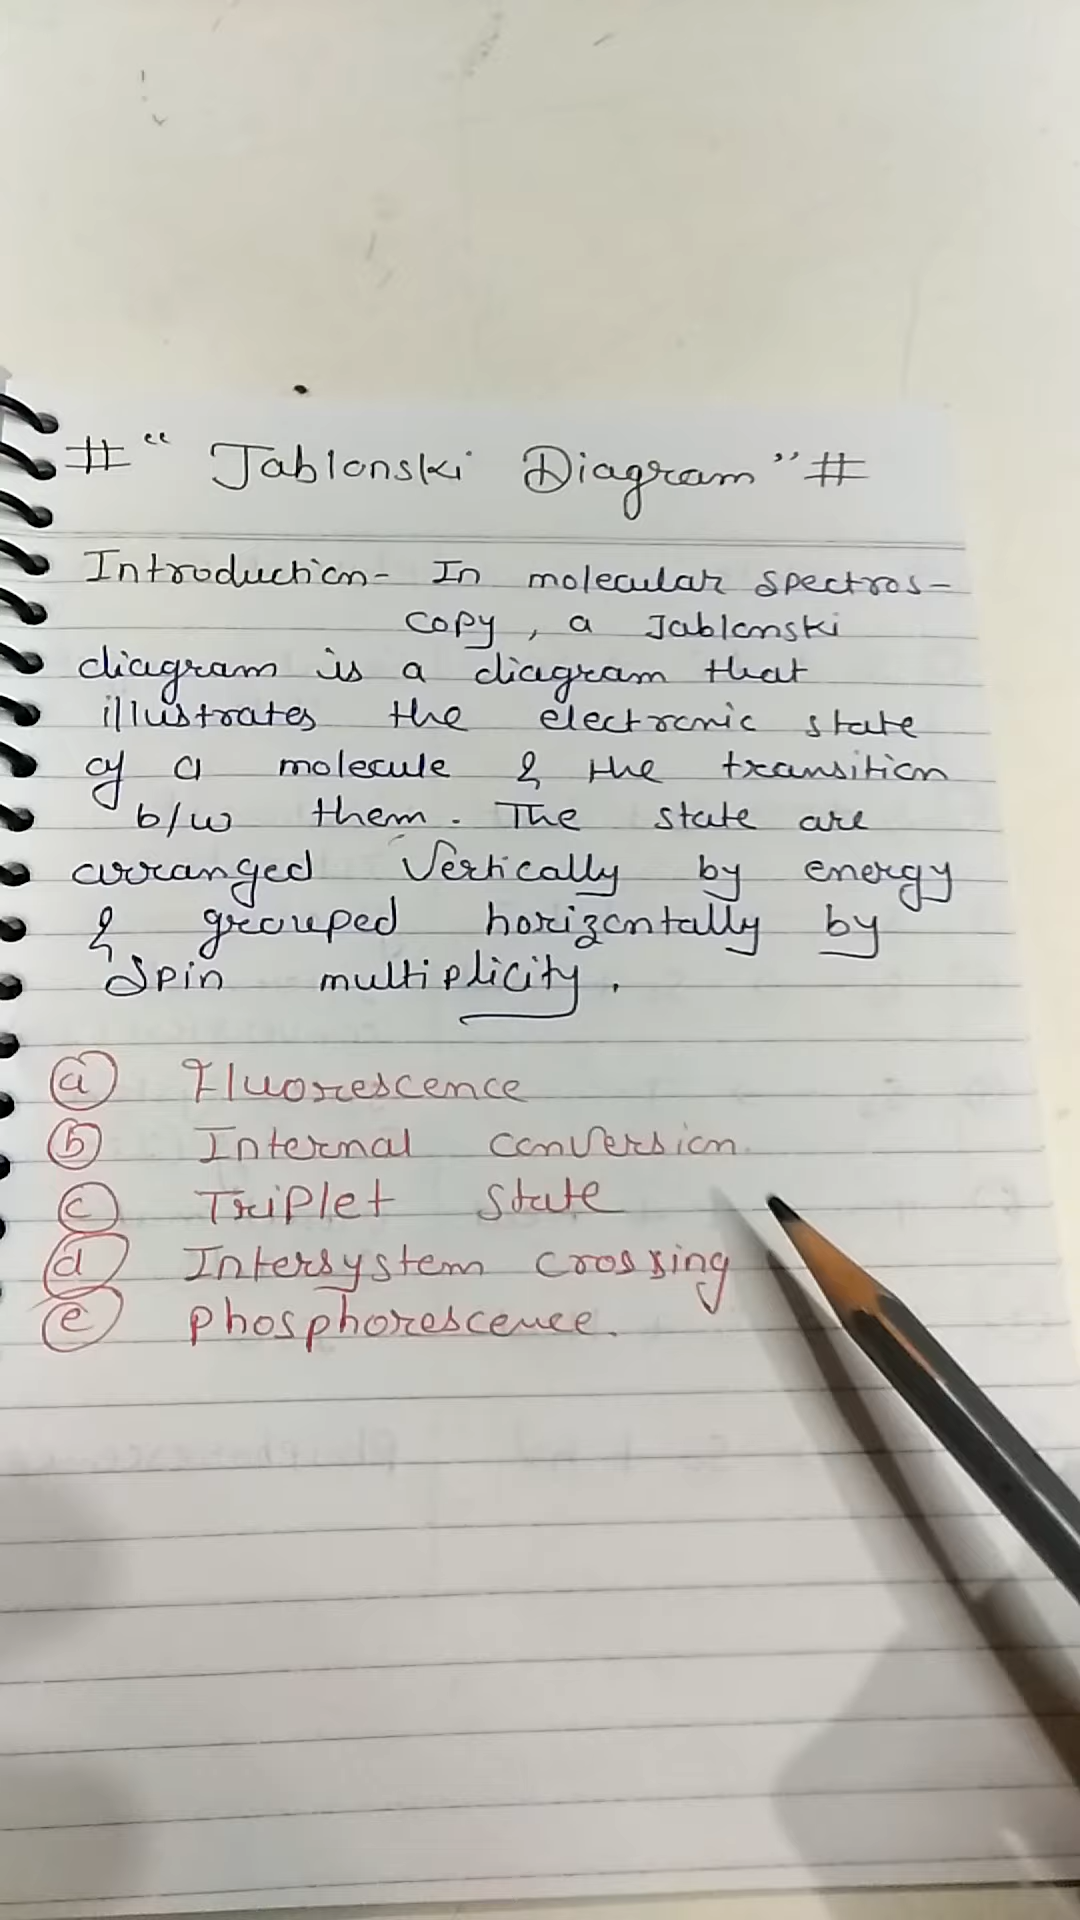 # " Jablonski Diagram " #
Introduction - In molecular spectros-
copy, a Jablonski
diagram is a diagram that
illustrates the electronic state
of a molecule & the transition
b/w them. The state are
arranged vertically by energy
& grouped horizontally by
Spin multiplicity.
(a) Fluorescence
(b) Internal conversion.
(c) Triplet state
(d) Intersystem crossing
(e) phosphorescence.